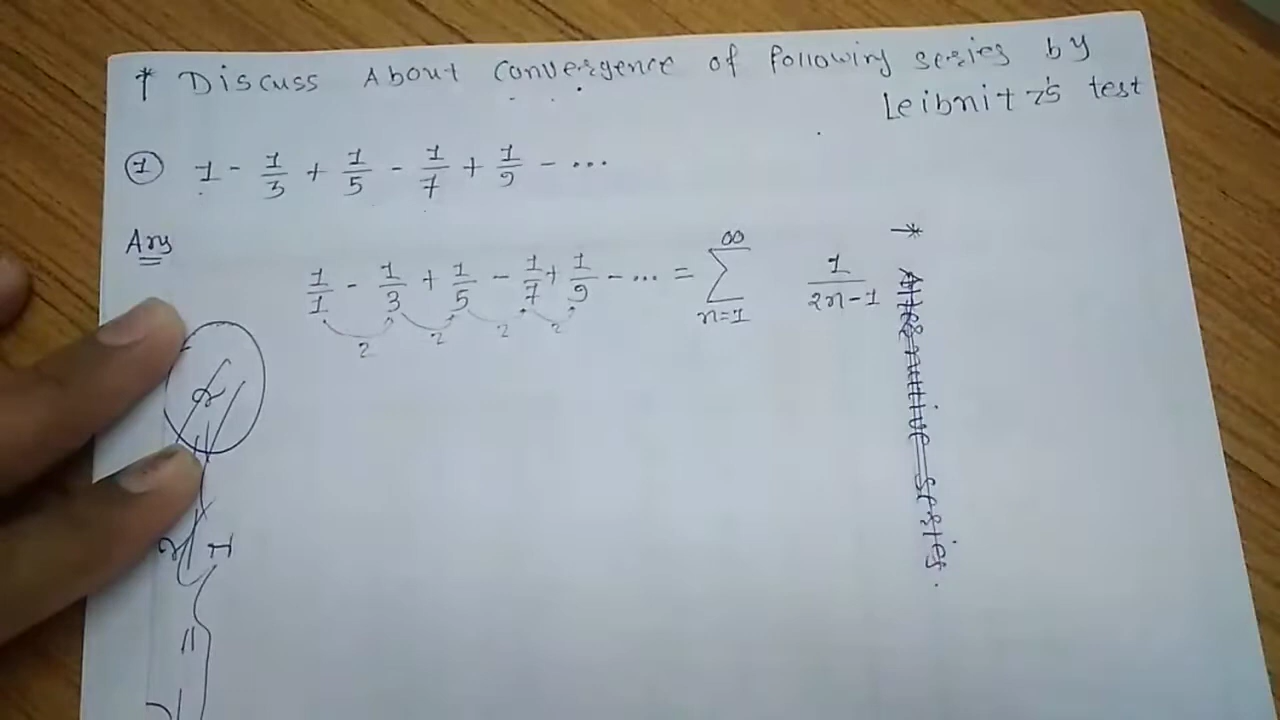 * Discuss About Convergence of Following series by
Leibnitz's test
① 1 - 1/3 + 1/5 - 1/7 + 1/9 - ...
Ans
1/1 - 1/3 + 1/5 - 1/7 + 1/9 - ... = ∑_{n=1}^{∞} 1/(2n-1)
2 2 2 2
*